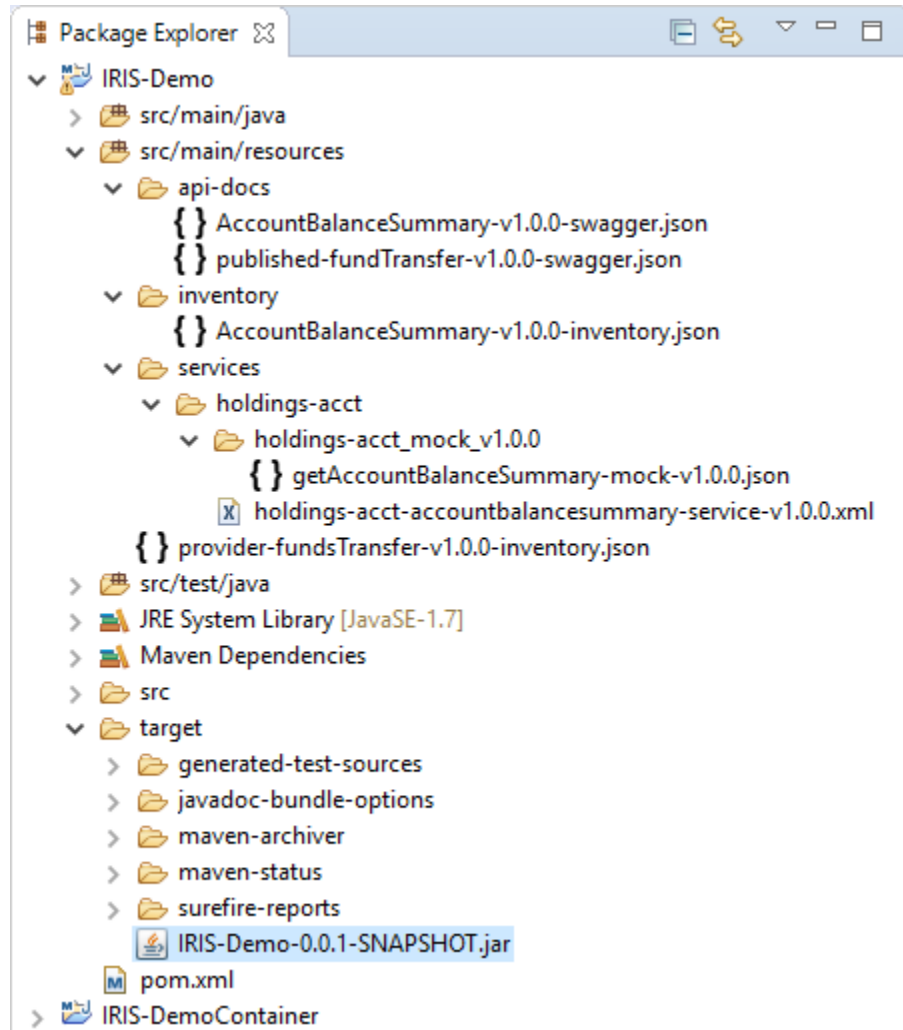 Package Explorer
IRIS-Demo
src/main/java
src/main/resources
api-docs
{ } AccountBalanceSummary-v1.0.0-swagger.json
{ } published-fundTransfer-v1.0.0-swagger.json
inventory
{ } AccountBalanceSummary-v1.0.0-inventory.json
services
holdings-acct
holdings-acct_mock_v1.0.0
{ } getAccountBalanceSummary-mock-v1.0.0.json
holdings-acct-accountbalancesummary-service-v1.0.0.xml
{ } provider-fundsTransfer-v1.0.0-inventory.json
src/test/java
JRE System Library [JavaSE-1.7]
Maven Dependencies
src
target
generated-test-sources
javadoc-bundle-options
maven-archiver
maven-status
surefire-reports
IRIS-Demo-0.0.1-SNAPSHOT.jar
pom.xml
IRIS-DemoContainer